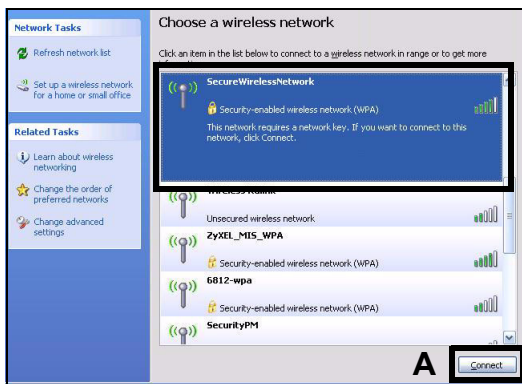 Network Tasks
Refresh network list
Set up a wireless network
for a home or small office
Related Tasks
Learn about wireless
networking
Change the order of
preferred networks
Change advanced
settings
Choose a wireless network
Click an item in the list below to connect to a wireless network in range or to get more
SecureWirelessNetwork
Security-enabled wireless network (WPA)
This network requires a network key. If you want to connect to this
network, click Connect.
Unsecured wireless network
ZyXEL_MIS_WPA
Security-enabled wireless network (WPA)
6812-wpa
Security-enabled wireless network (WPA)
SecurityPM
A
Connect